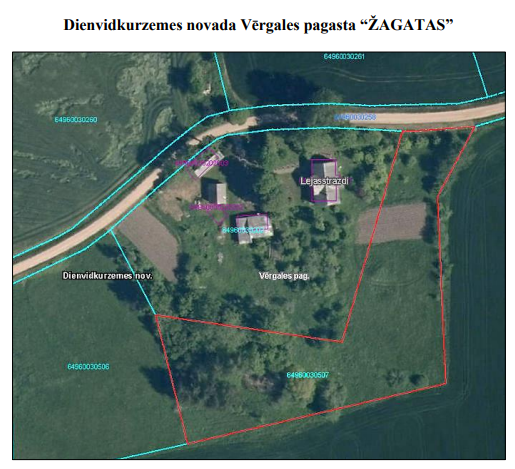 Dienvidkurzemes novada Vērgales pagasta “ŽAGATAS”
64960030261
64960030260
64960030258
Lejasstrazdi
Dienvidkurzemes nov.
Vērgales pag.
64960030506
64960030507